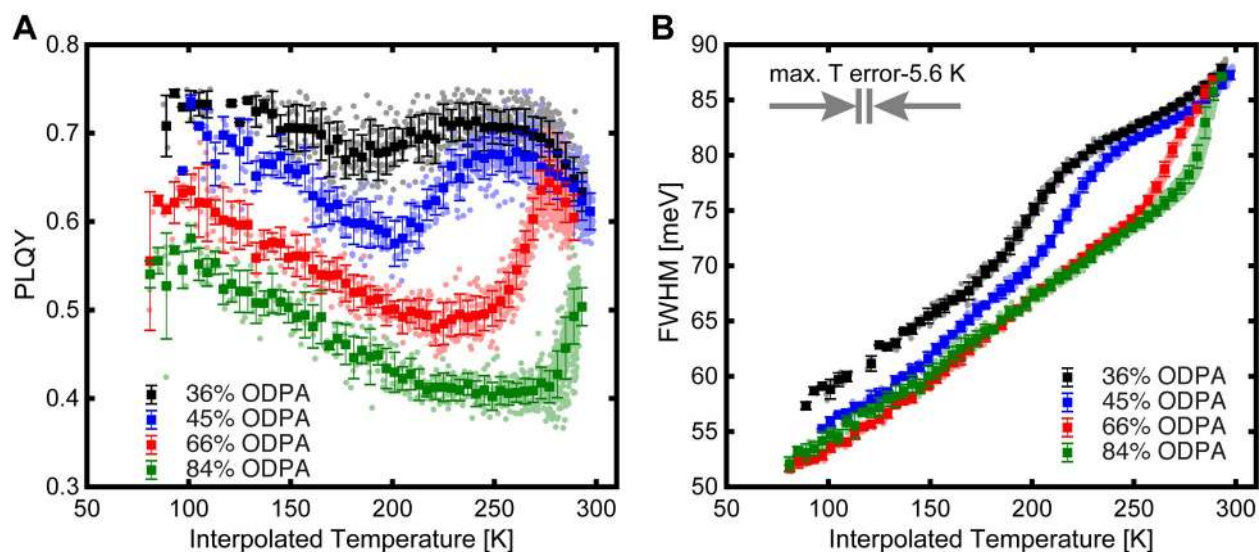 A
0.8
0.7
0.6
0.5
0.4
0.3
PLQY
36% ODPA
45% ODPA
66% ODPA
84% ODPA
50
100
150
200
250
300
Interpolated Temperature [K]
B
90
85
80
75
70
65
60
55
50
FWHM [meV]
max. T error-5.6 K
36% ODPA
45% ODPA
66% ODPA
84% ODPA
50
100
150
200
250
300
Interpolated Temperature [K]